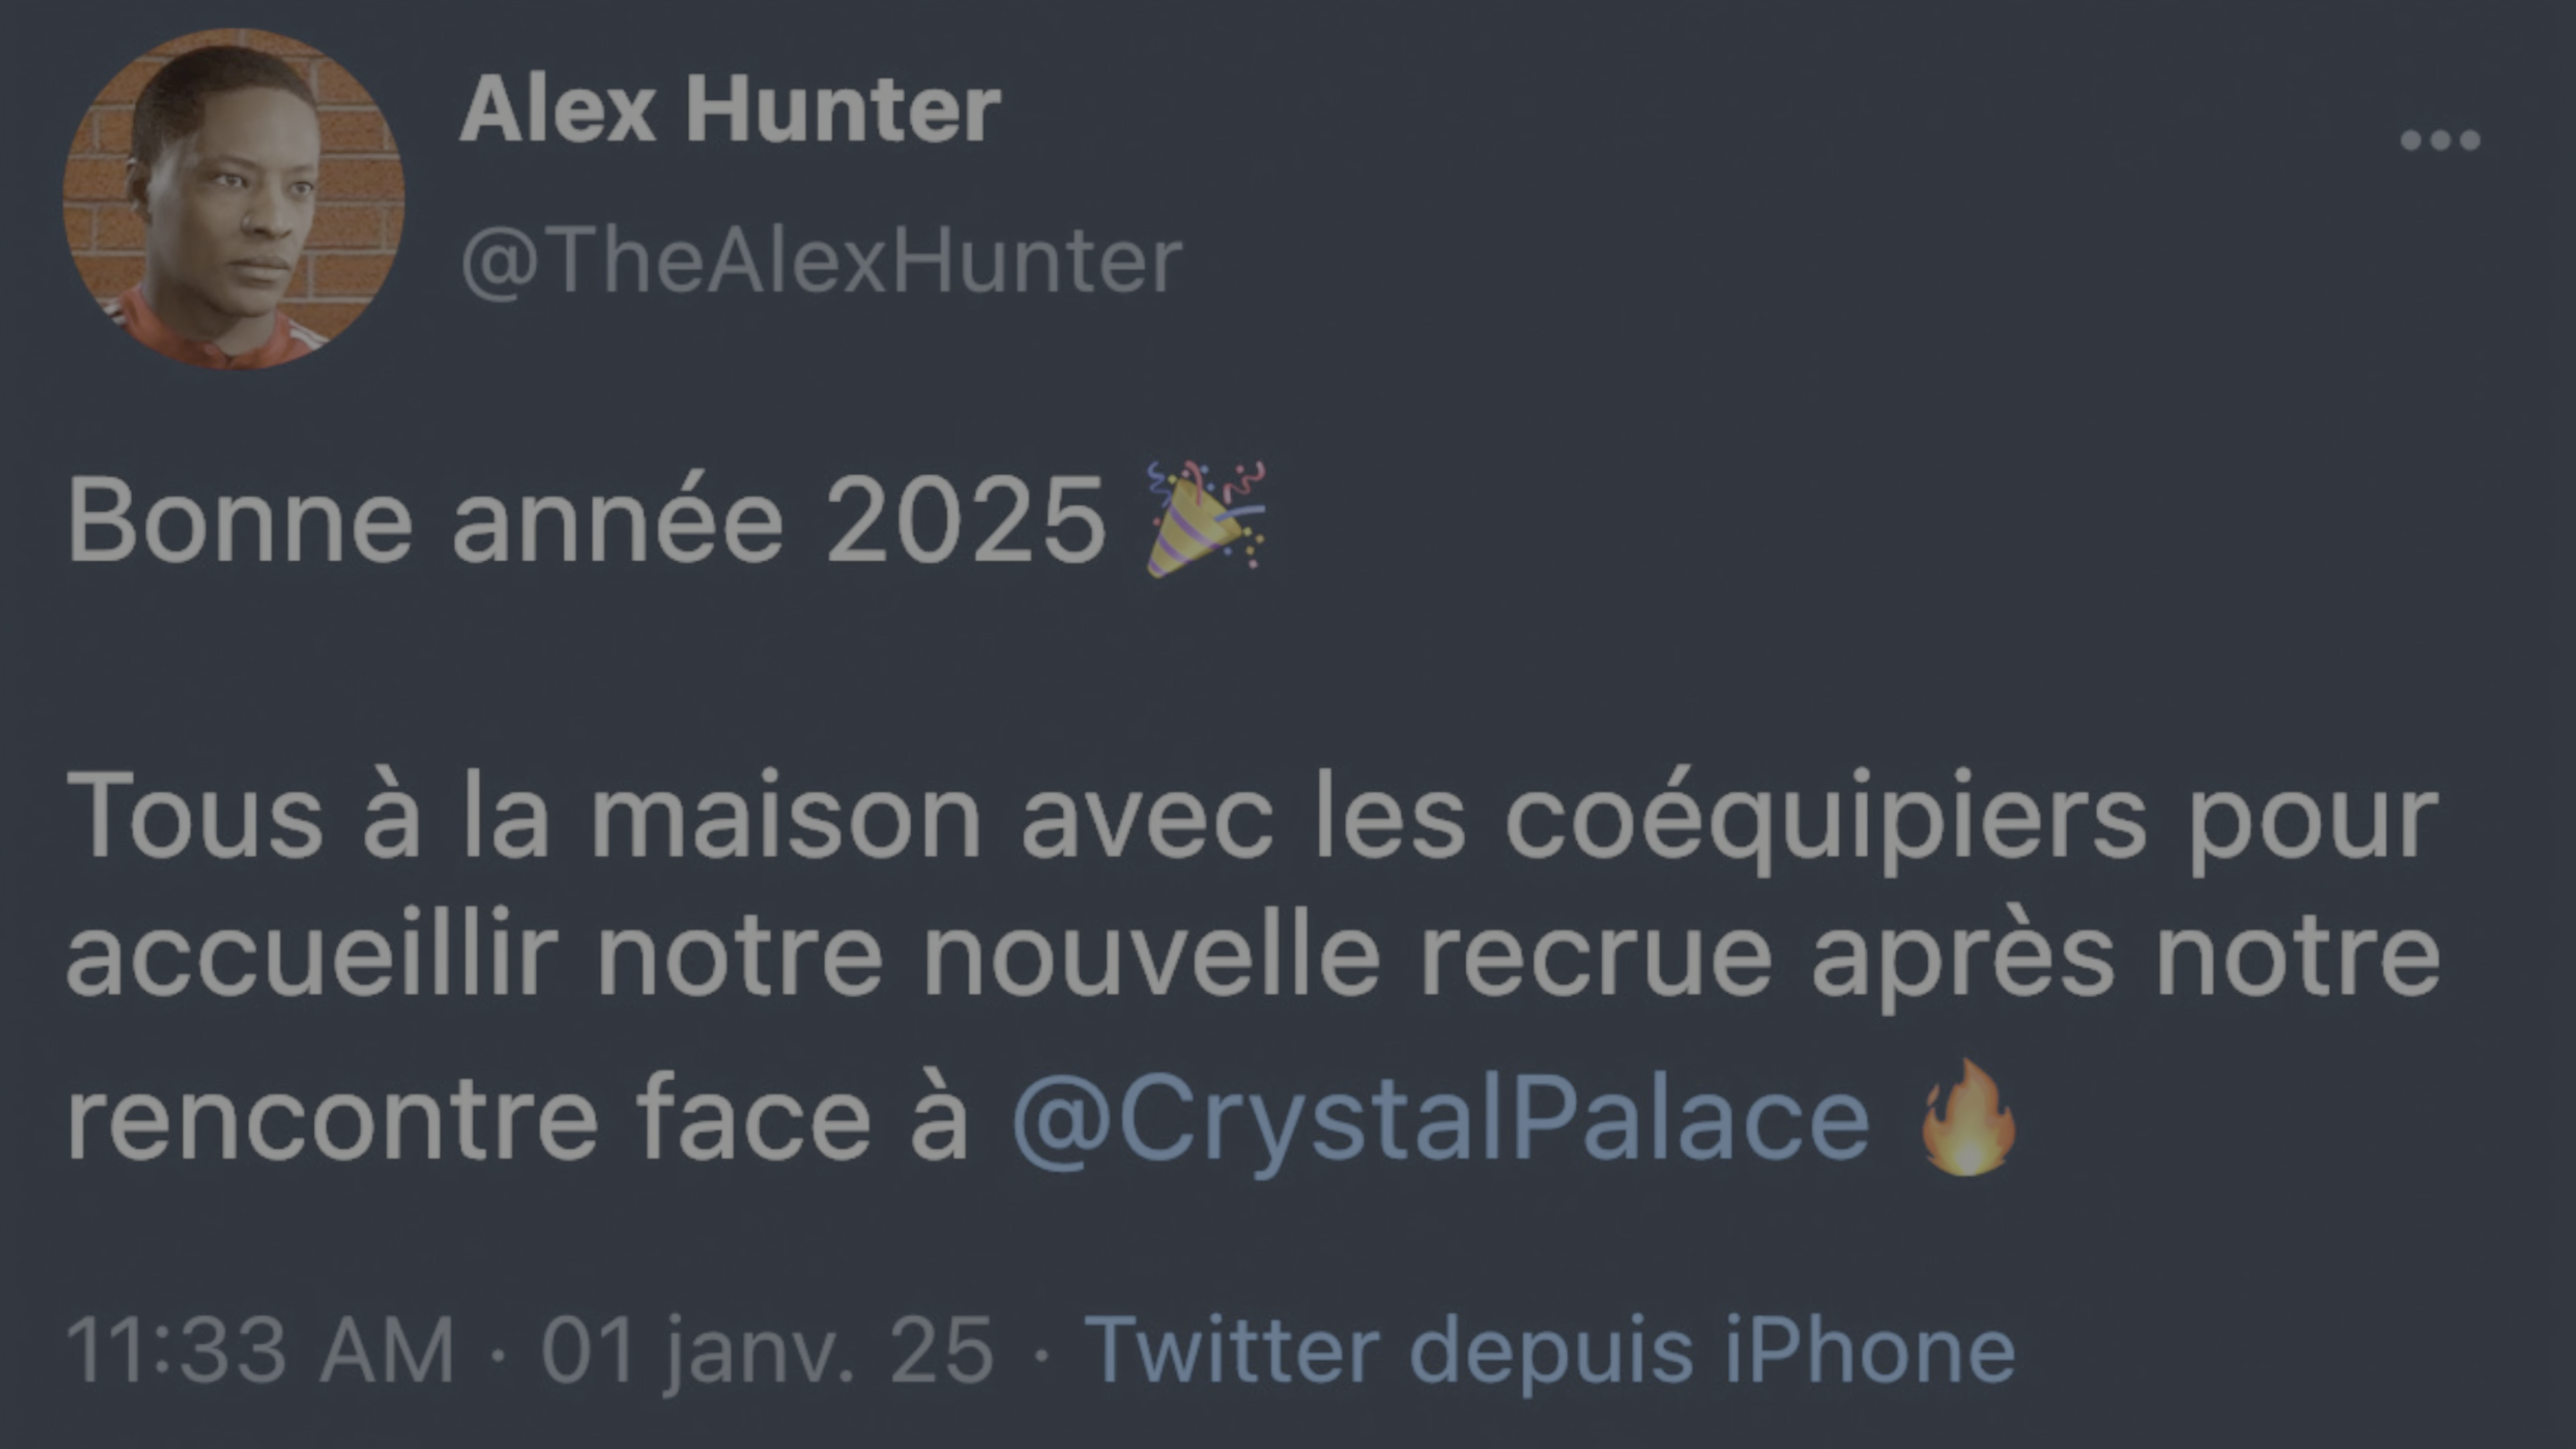 Alex Hunter
@TheAlexHunter
Bonne année 2025 🎉
Tous à la maison avec les coéquipiers pour
accueillir notre nouvelle recrue après notre
rencontre face à @CrystalPalace 🔥
11:33 AM · 01 janv. 25 · Twitter depuis iPhone